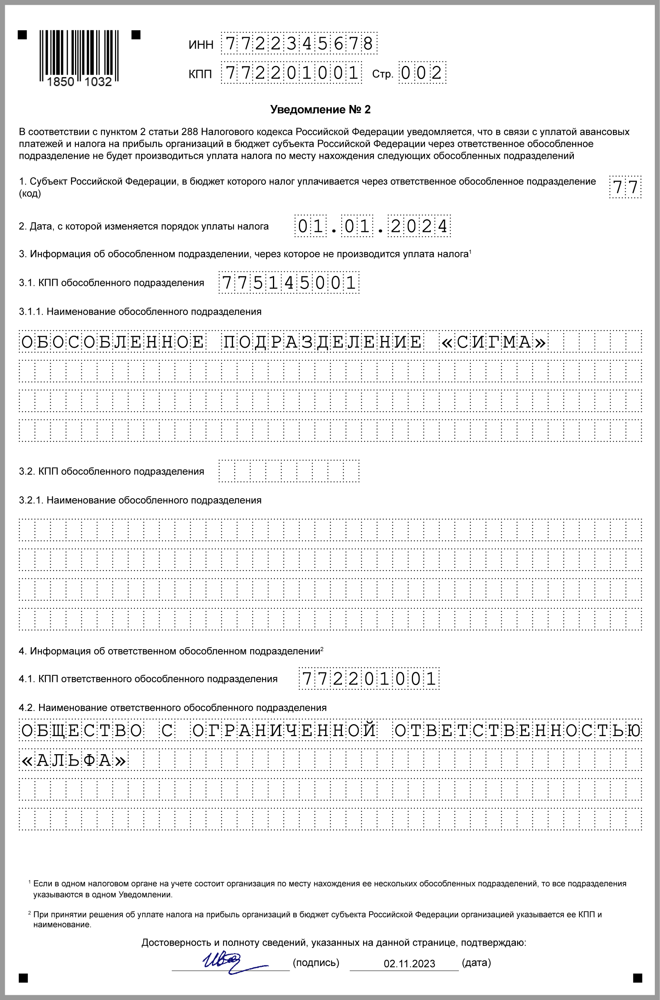 ИНН 7722345678
1850 1032
КПП 772201001 Стр. 002
Уведомление № 2
В соответствии с пунктом 2 статьи 288 Налогового кодекса Российской Федерации уведомляется, что в связи с уплатой авансовых
платежей и налога на прибыль организаций в бюджет субъекта Российской Федерации через ответственное обособленное
подразделение не будет производиться уплата налога по месту нахождения следующих обособленных подразделений
1. Субъект Российской Федерации, в бюджет которого налог уплачивается через ответственное обособленное подразделение 77
(код)
2. Дата, с которой изменяется порядок уплаты налога 01.01.2024
3. Информация об обособленном подразделении, через которое не производится уплата налога¹
3.1. КПП обособленного подразделения 775145001
3.1.1. Наименование обособленного подразделения
ОБОСОБЛЕННОЕ ПОДРАЗДЕЛЕНИЕ «СИГМА»
3.2. КПП обособленного подразделения
3.2.1. Наименование обособленного подразделения
4. Информация об ответственном обособленном подразделении²
4.1. КПП ответственного обособленного подразделения 772201001
4.2. Наименование ответственного обособленного подразделения
ОБЩЕСТВО С ОГРАНИЧЕННОЙ ОТВЕТСТВЕННОСТЬЮ
«АЛЬФА»
¹ Если в одном налоговом органе на учете состоит организация по месту нахождения ее нескольких обособленных подразделений, то все подразделения
указываются в одном Уведомлении.
² При принятии решения об уплате налога на прибыль организаций в бюджет субъекта Российской Федерации организацией указывается ее КПП и
наименование.
Достоверность и полноту сведений, указанных на данной странице, подтверждаю:
(подпись) 02.11.2023 (дата)